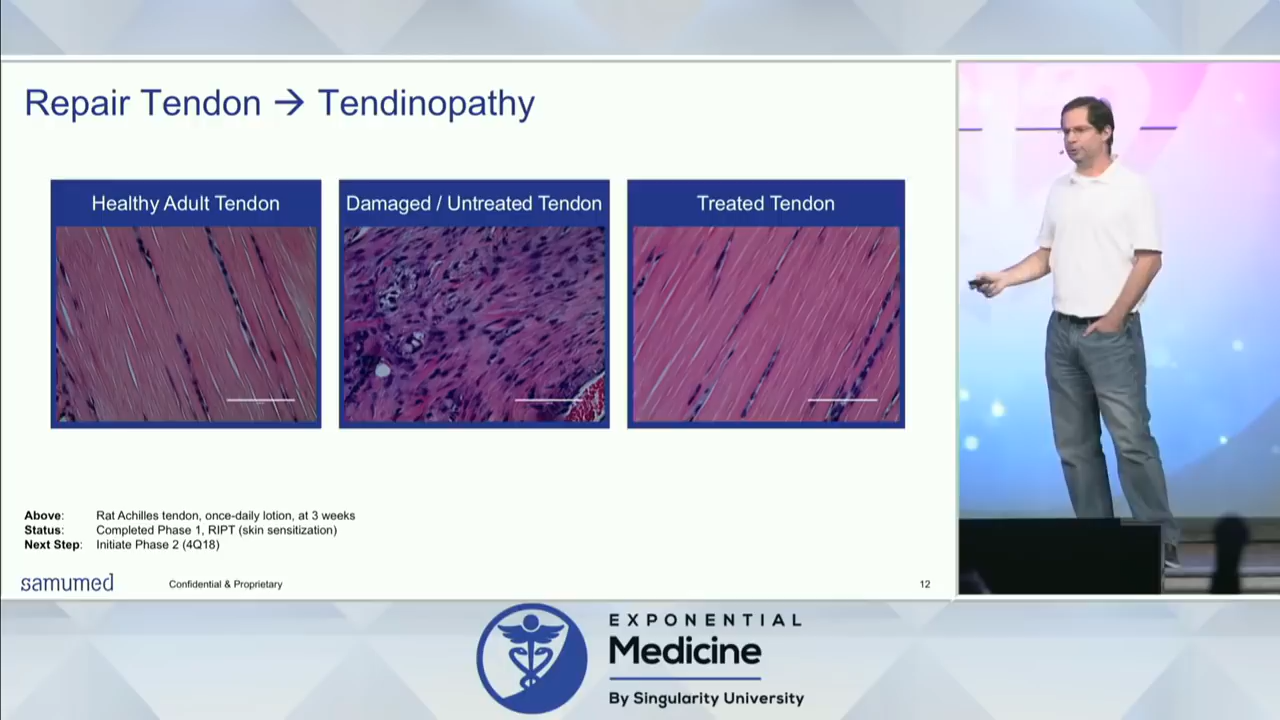 Repair Tendon → Tendinopathy
Healthy Adult Tendon
Damaged / Untreated Tendon
Treated Tendon
Above: Rat Achilles tendon, once-daily lotion, at 3 weeks
Status: Completed Phase 1, RIPT (skin sensitization)
Next Step: Initiate Phase 2 (4Q18)
samumed
Confidential & Proprietary
12
EXPONENTIAL
Medicine
By Singularity University